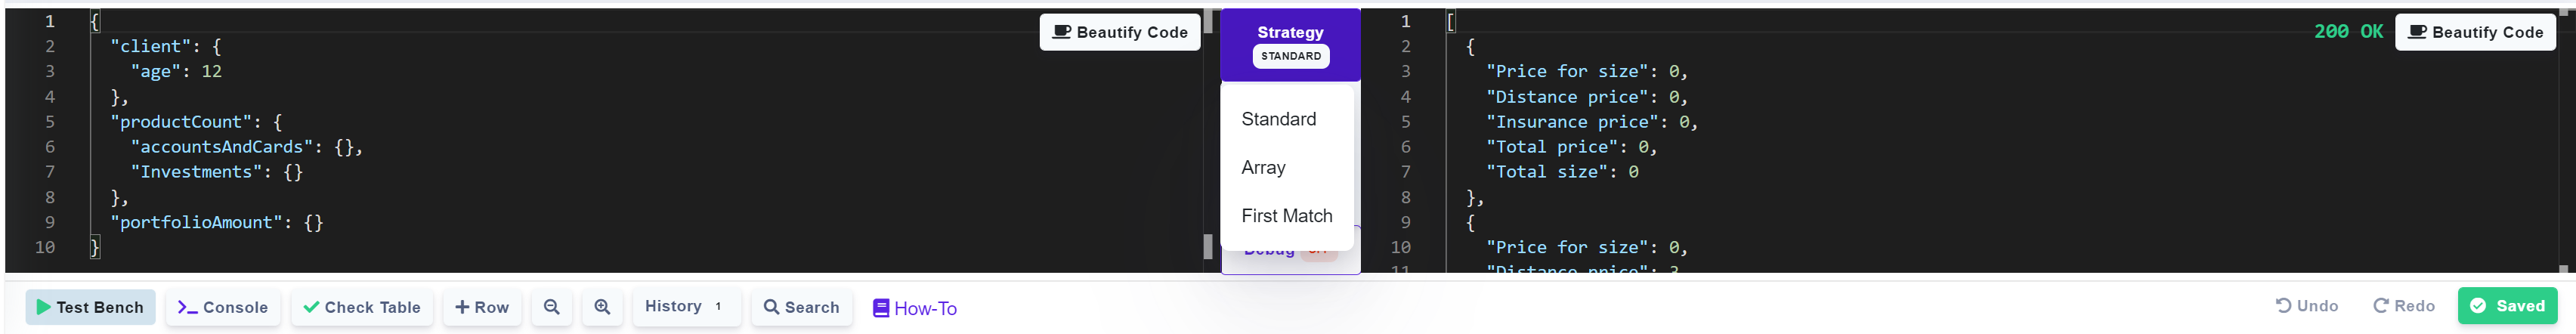 1 {
2 "client": {
3 "age": 12
4 },
5 "productCount": {
6 "accountsAndCards": {},
7 "Investments": {}
8 },
9 "portfolioAmount": {}
10 }
Beautify Code
Strategy
STANDARD
Standard
Array
First Match
Debug
1 [
2 {
3 "Price for size": 0,
4 "Distance price": 0,
5 "Insurance price": 0,
6 "Total price": 0,
7 "Total size": 0
8 },
9 {
10 "Price for size": 0,
11 "Distance price": 3
200 OK
Beautify Code
Test Bench
Console
Check Table
Row
History 1
Search
How-To
Undo
Redo
Saved